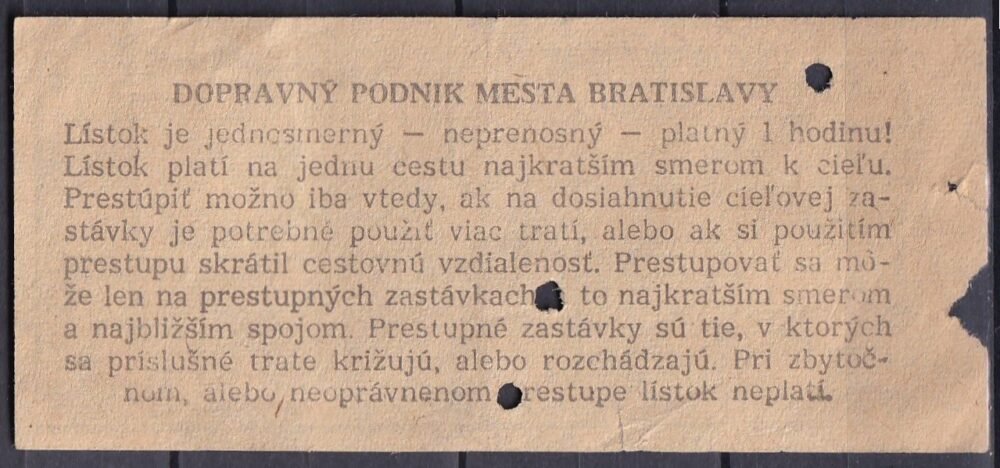 DOPRAVNÝ PODNIK MESTA BRATISLAVY
Lístok je jednosmerný — neprenosný — platný 1 hodinu!
Lístok platí na jednu cestu najkratším smerom k cieľu.
Prestúpiť možno iba vtedy, ak na dosiahnutie cieľovej za-
stávky je potrebné použiť viac tratí, alebo ak si použitím
prestupu skrátil cestovnú vzdialenosť. Prestupovať sa mô-
že len na prestupných zastávkach to najkratším smerom
a najbližším spojom. Prestupné zastávky sú tie, v ktorých
sa príslušné trate križujú, alebo rozchádzajú. Pri zbytoč-
nom, alebo neoprávnenom restupe lístok neplatí.